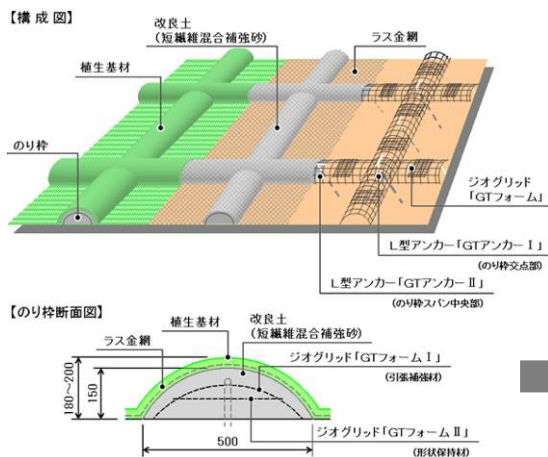 【構成図】
改良土
(短繊維混合補強砂)
ラス金網
植生基材
のり枠
ジオグリッド
「GTフォーム」
L型アンカー「GTアンカーⅠ」
(のり枠交点部)
L型アンカー「GTアンカーⅡ」
(のり枠スパン中央部)
【のり枠断面図】
植生基材
改良土
(短繊維混合補強砂)
ラス金網
ジオグリッド「GTフォームⅠ」
(引張補強材)
180～200
150
500
ジオグリッド「GTフォームⅡ」
(形状保持材)